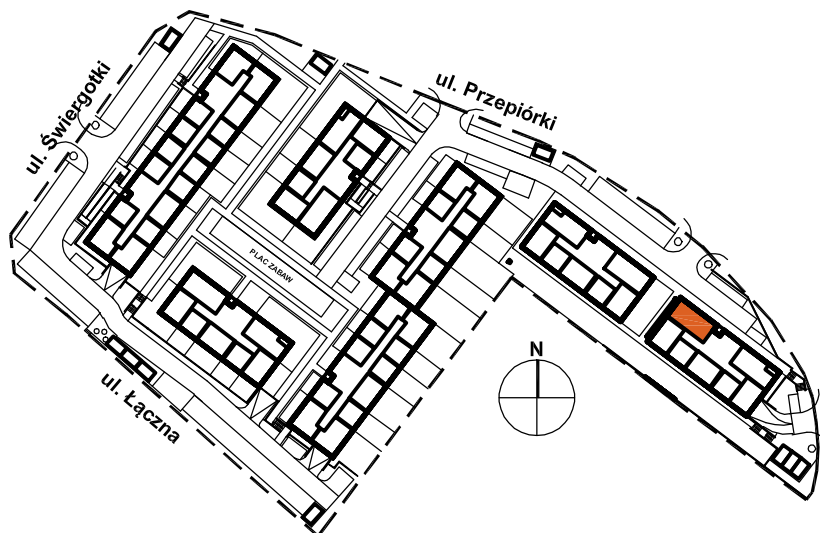 ul. Świergotki
ul. Przepiórki
PLAC ZABAW
N
ul. Łączna